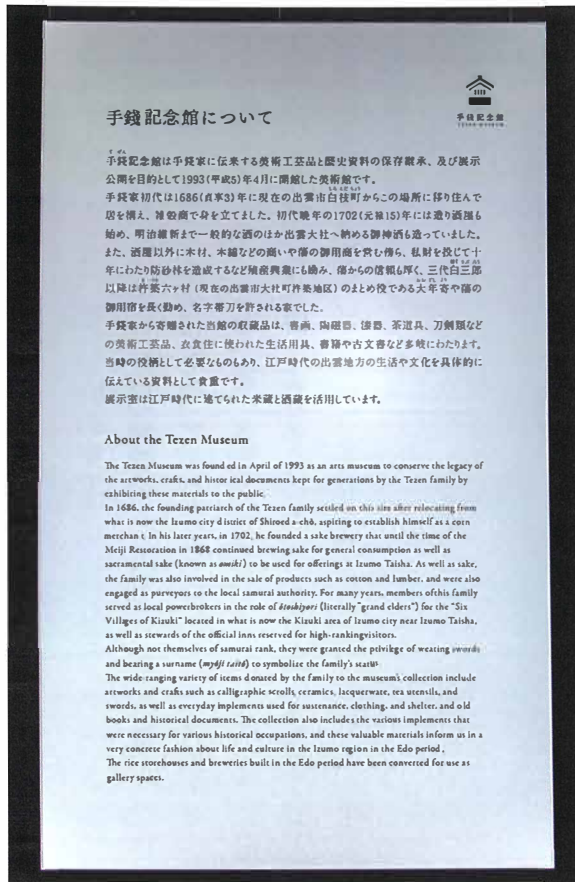 手錢記念館
TEZEN MUSEUM
手錢記念館について
てぜん
手錢記念館は手錢家に伝来する美術工芸品と歴史資料の保存継承、及び展示
公開を目的として1993(平成5)年4月に開館した美術館です。
手錢家初代は1686(貞享3)年に現在の出雲市白枝町からこの場所に移り住んで
居を構え、雑穀商で身を立てました。初代晩年の1702(元禄15)年には造り酒屋も
始め、明治維新まで一般的な酒のほか出雲大社へ納める御神酒も造っていました。
また、酒屋以外に木材、木綿などの商いや藩の御用商を営む傍ら、私財を投じて十
年にわたり防砂林を造成するなど殖産興業にも励み、藩からの信頼も厚く、三代白三郎
以降は杵築六ヶ村(現在の出雲市大社町杵築地区)のまとめ役である大年寄や藩の
御用宿を長く勤め、名字帯刀を許される家でした。
手錢家から寄贈された当館の収蔵品は、書画、陶磁器、漆器、茶道具、刀剣類など
の美術工芸品、衣食住に使われた生活用具、書籍や古文書など多岐にわたります。
当時の役柄として必要なものもあり、江戸時代の出雲地方の生活や文化を具体的に
伝えている資料として貴重です。
展示室は江戸時代に建てられた米蔵と酒蔵を活用しています。
About the Tezen Museum
The Tezen Museum was found ed in April of 1993 as an arts museum to conserve the legacy of
the artworks, crafts, and histor ical documents kept for generations by the Tezen family by
exhibiting these materials to the public.
In 1686, the founding patriarch of the Tezen family settled on this site after relocating from
what is now the Izumo city d istrict of Shiroed a-chō, aspiring to establish himself as a corn
merchan t. In his later years, in 1702, he founded a sake brewery that until the time of the
Meiji Restoration in 1868 continued brewing sake for general consumption as well as
sacramental sake (known as omiki) to be used for offerings at Izumo Taisha. As well as sake,
the family was also involved in the sale of products such as cotton and lumber, and were also
engaged as purveyors to the local samurai authority. For many years, members ofthis family
served as local powerbrokers in the role of ōtoshiyori (literally "grand elders") for the "Six
Villages of Kizuki" located in what is now the Kizuki area of Izumo city near Izumo Taisha,
as well as stewards of the official inns reserved for high-rankingvisitors.
Although not themselves of samurai rank, they were granted the privilege of wearing swords
and bearing a surname (myōji taitō) to symbolize the family's status.
The wide-ranging variety of items donated by the family to the museum's collection include
artworks and crafts such as calligraphic scrolls, ceramics, lacquerware, tea utensils, and
swords, as well as everyday implements used for sustenance, clothing, and shelter, and old
books and historical documents. The collection also includes the various implements that
were necessary for various historical occupations, and these valuable materials inform us in a
very concrete fashion about life and culture in the Izumo region in the Edo period.
The rice storehouses and breweries built in the Edo period have been converted for use as
gallery spaces.